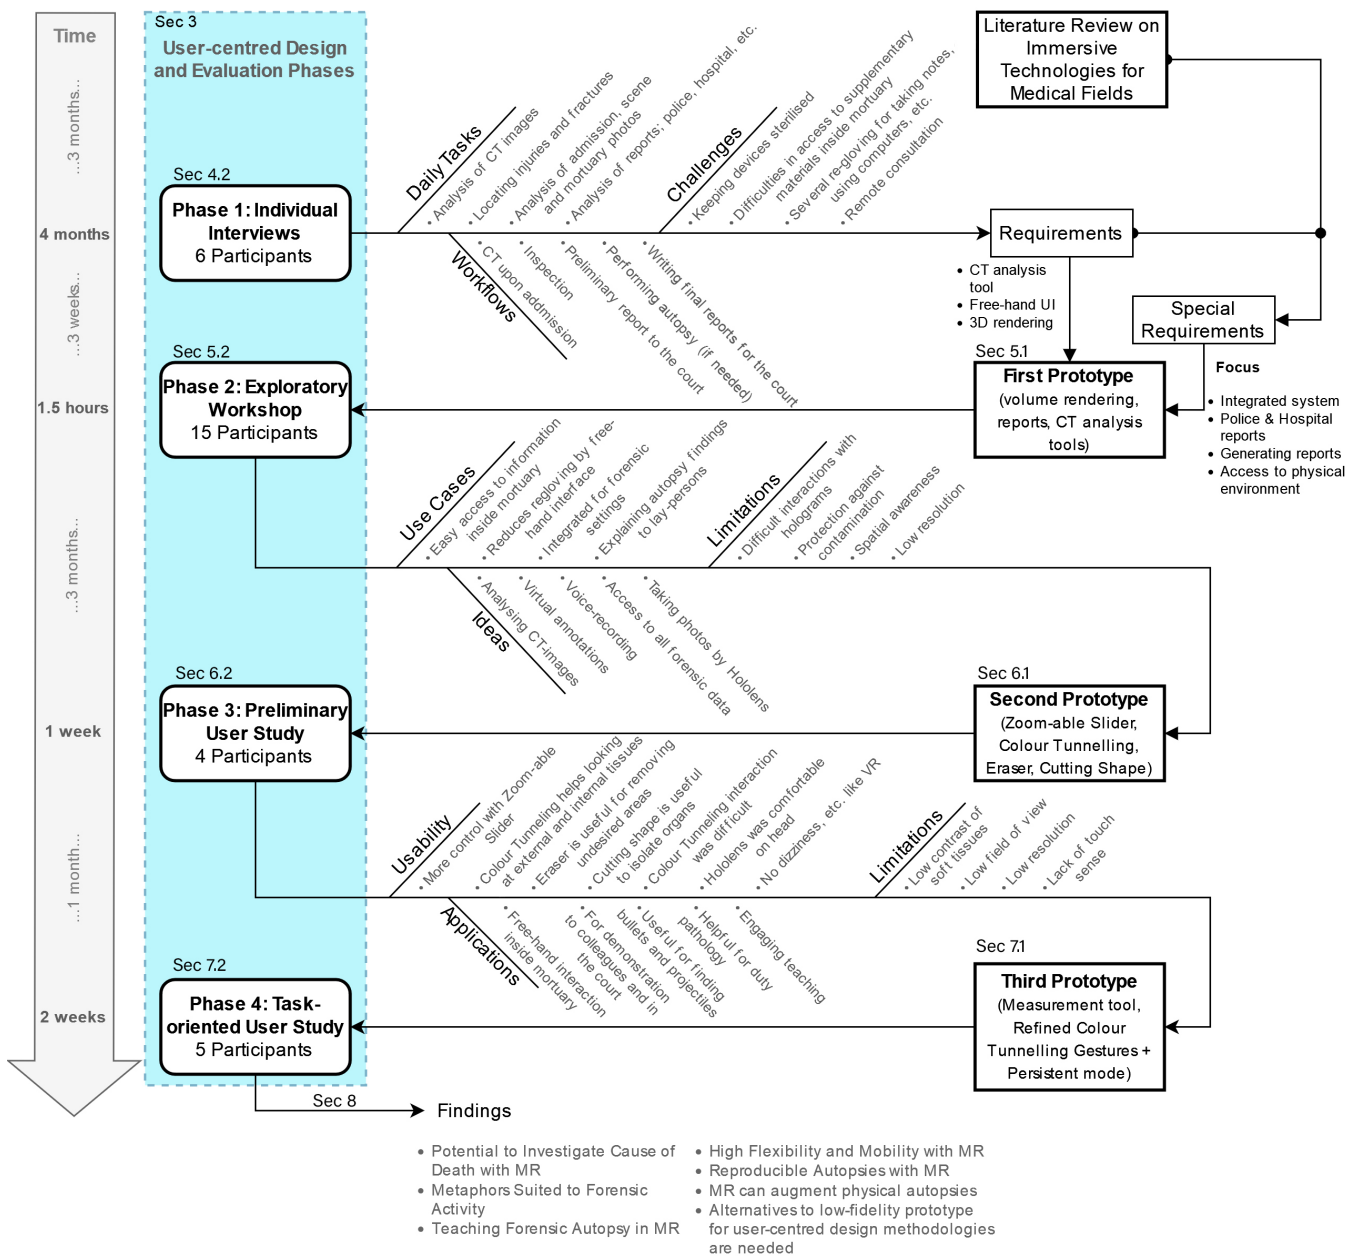 Time
...3 months...
4 months
...3 weeks...
1.5 hours
...3 months...
1 week
...1 month...
2 weeks
Sec 3
User-centred Design
and Evaluation Phases
Sec 4.2
Phase 1: Individual
Interviews
6 Participants
Daily Tasks
• Analysis of CT images
• Locating injuries and fractures
• Analysis of admission, scene
and mortuary photos
• Analysis of reports; police, hospital, etc.
Challenges
• Keeping devices sterilised
• Difficulties in access to supplementary
materials inside mortuary
• Several re-gloving for taking notes,
using computers, etc.
• Remote consultation
Workflows
• CT upon addmission
• Inspection
• Preliminary report to the court
• Performing autopsy (if needed)
• Writing final reports for the court
Literature Review on
Immersive
Technologies for
Medical Fields
Requirements
• CT analysis
tool
• Free-hand UI
• 3D rendering
Special
Requirements
Focus
• Integrated system
• Police & Hospital
reports
• Generating reports
• Access to physical
environment
Sec 5.1
First Prototype
(volume rendering,
reports, CT analysis
tools)
Sec 5.2
Phase 2: Exploratory
Workshop
15 Participants
Use Cases
• Easy access to information
inside mortuary
• Reduces regloving by free-
hand interface
• Integrated for forensic
settings
• Explaining autopsy findings
to lay-persons
Limitations
• Difficult interactions with
holograms
• Protection against
contamination
• Spatial awareness
• Low resolution
Ideas
• Analysing CT-images
• Virtual annotations
• Voice-recording
• Access to all forensic data
• Taking photos by Hololens
Sec 6.1
Second Prototype
(Zoom-able Slider,
Colour Tunnelling,
Eraser, Cutting Shape)
Sec 6.2
Phase 3: Preliminary
User Study
4 Participants
Usability
• More control with Zoom-able
Slider
• Colour Tunneling helps looking
at external and internal tissues
• Eraser is useful for removing
undesired areas
• Cutting shape is useful
to isolate organs
• Colour Tunneling interaction
was difficult
• Hololens was comfortable
on head
• No dizziness, etc. like VR
Limitations
• Low contrast of
soft tissues
• Low field of view
• Low resolution
• Lack of touch
sense
Applications
• Free-hand interaction
inside mortuary
• For demonstration
to colleagues and in
the court
• Useful for finding
bullets and projectiles
• Helpful for duty
pathology
• Engaging teaching
Sec 7.1
Third Prototype
(Measurement tool,
Refined Colour
Tunnelling Gestures +
Persistent mode)
Sec 7.2
Phase 4: Task-
oriented User Study
5 Participants
Sec 8
Findings
• Potential to Investigate Cause of
Death with MR
• Metaphors Suited to Forensic
Activity
• Teaching Forensic Autopsy in MR
• High Flexibility and Mobility with MR
• Reproducible Autopsies with MR
• MR can augment physical autopsies
• Alternatives to low-fidelity prototype
for user-centred design methodologies
are needed